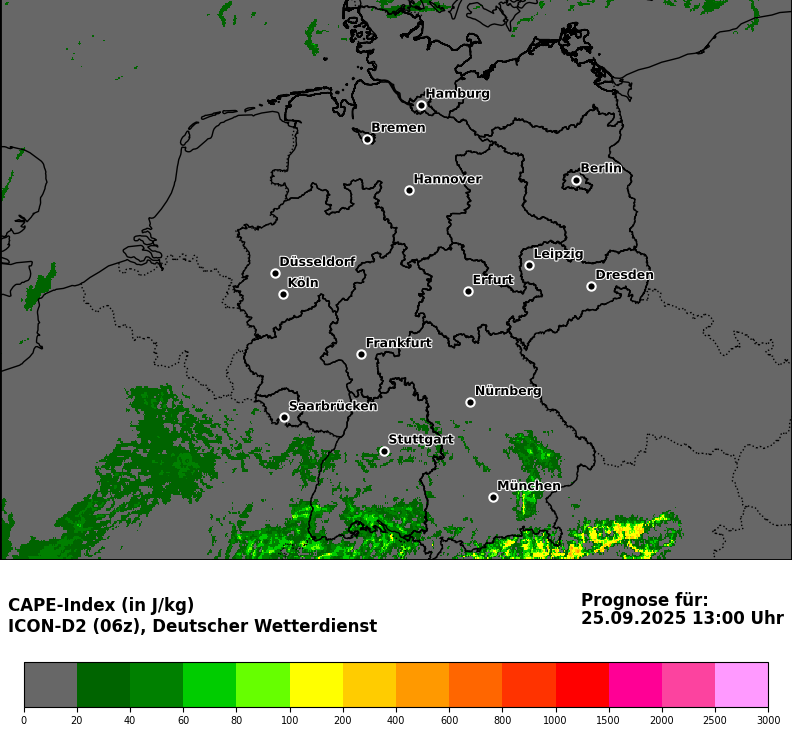 Hamburg
Bremen
Berlin
Hannover
Leipzig
Düsseldorf
Dresden
Köln
Erfurt
Frankfurt
Nürnberg
Saarbrücken
Stuttgart
München
CAPE-Index (in J/kg)
ICON-D2 (06z), Deutscher Wetterdienst
Prognose für:
25.09.2025 13:00 Uhr
0 20 40 60 80 100 200 400 600 800 1000 1500 2000 2500 3000